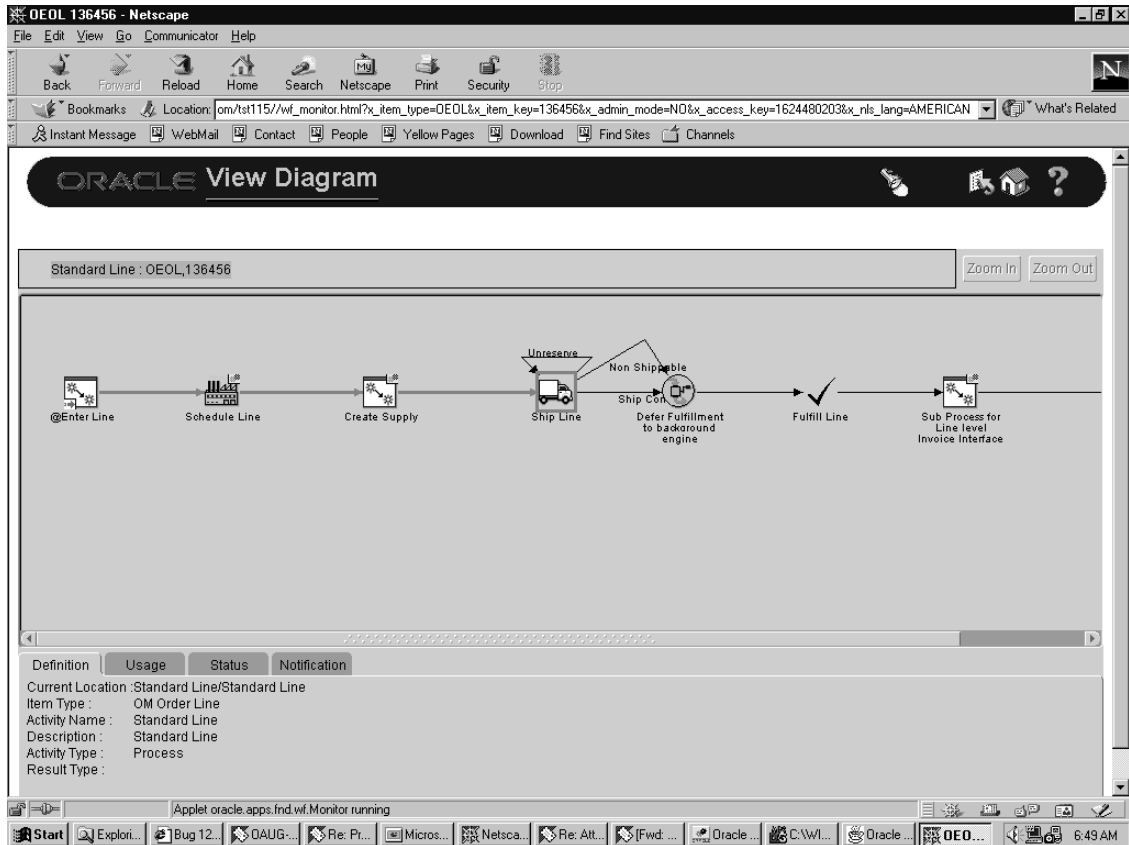 OEOL 136456 - Netscape
File Edit View Go Communicator Help
Back Forward Reload Home Search Netscape Print Security Stop
My
N
Bookmarks Location: om/tst115//wf_monitor.html?x_item_type=OEOL&x_item_key=136456&x_admin_mode=NO&x_access_key=1624480203&x_nls_lang=AMERICAN What's Related
Instant Message WebMail Contact People Yellow Pages Download Find Sites Channels
ORACLE View Diagram
?
Standard Line : OEOL,136456
Zoom In Zoom Out
Unreserve
Non Shippable
Ship Con
@Enter Line
Schedule Line
Create Supply
Ship Line
Defer Fulfillment
to background
engine
Fulfill Line
Sub Process for
Line level
Invoice Interface
Definition Usage Status Notification
Current Location :Standard Line/Standard Line
Item Type : OM Order Line
Activity Name : Standard Line
Description : Standard Line
Activity Type : Process
Result Type :
Applet oracle.apps.fnd.wf.Monitor running
Start Explori... Bug 12... OAUG-... Re: Pr... Micros... Netsca... Re: Att... [Fwd: ... Oracle ... C:\WI... Oracle ... OEO... 6:49 AM